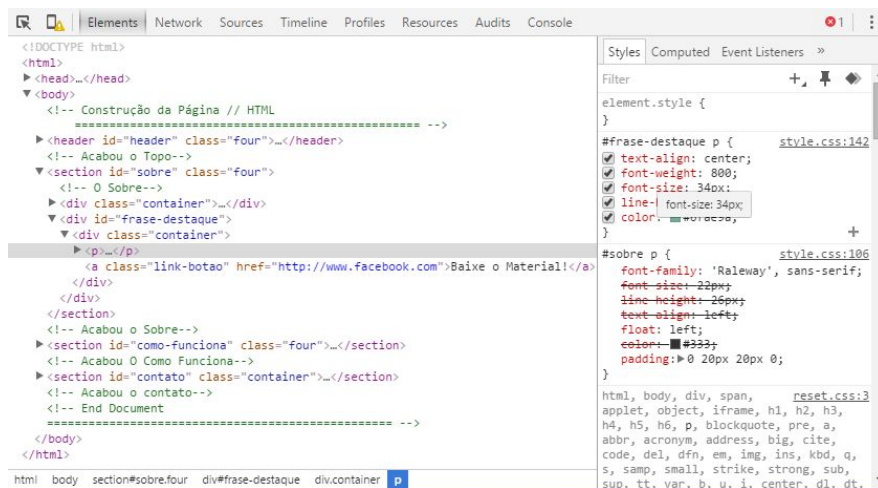 Elements Network Sources Timeline Profiles Resources Audits Console 1
<!DOCTYPE html>
<html>
<head>…</head>
<body>
<!-- Construção da Página // HTML
================================================== -->
<header id="header" class="four">…</header>
<!-- Acabou o Topo-->
<section id="sobre" class="four">
<!-- O Sobre-->
<div class="container">…</div>
<div id="frase-destaque">
<div class="container">
<p>…</p>
<a class="link-botao" href="http://www.facebook.com">Baixe o Material!</a>
</div>
</div>
</section>
<!-- Acabou o Sobre-->
<section id="como-funciona" class="four">…</section>
<!-- Acabou O Como Funciona-->
<section id="contato" class="container">…</section>
<!-- Acabou o contato-->
<!-- End Document
================================================== -->
</body>
</html>
html body section#sobre.four div#frase-destaque div.container p
Styles Computed Event Listeners »
Filter
element.style {
}
#frase-destaque p { style.css:142
text-align: center;
font-weight: 800;
font-size: 34px;
font-size: 34px;
color:
}
#sobre p { style.css:106
font-family: 'Raleway', sans-serif;
font-size: 22px;
line-height: 26px;
text-align: left;
float: left;
color: #333;
padding: 0 20px 20px 0;
}
html, body, div, span, reset.css:3
applet, object, iframe, h1, h2, h3,
h4, h5, h6, p, blockquote, pre, a,
abbr, acronym, address, big, cite,
code, del, dfn, em, img, ins, kbd, q,
s, samp, small, strike, strong, sub,
sup, tt, var, b, u, i, center, dl, dt,